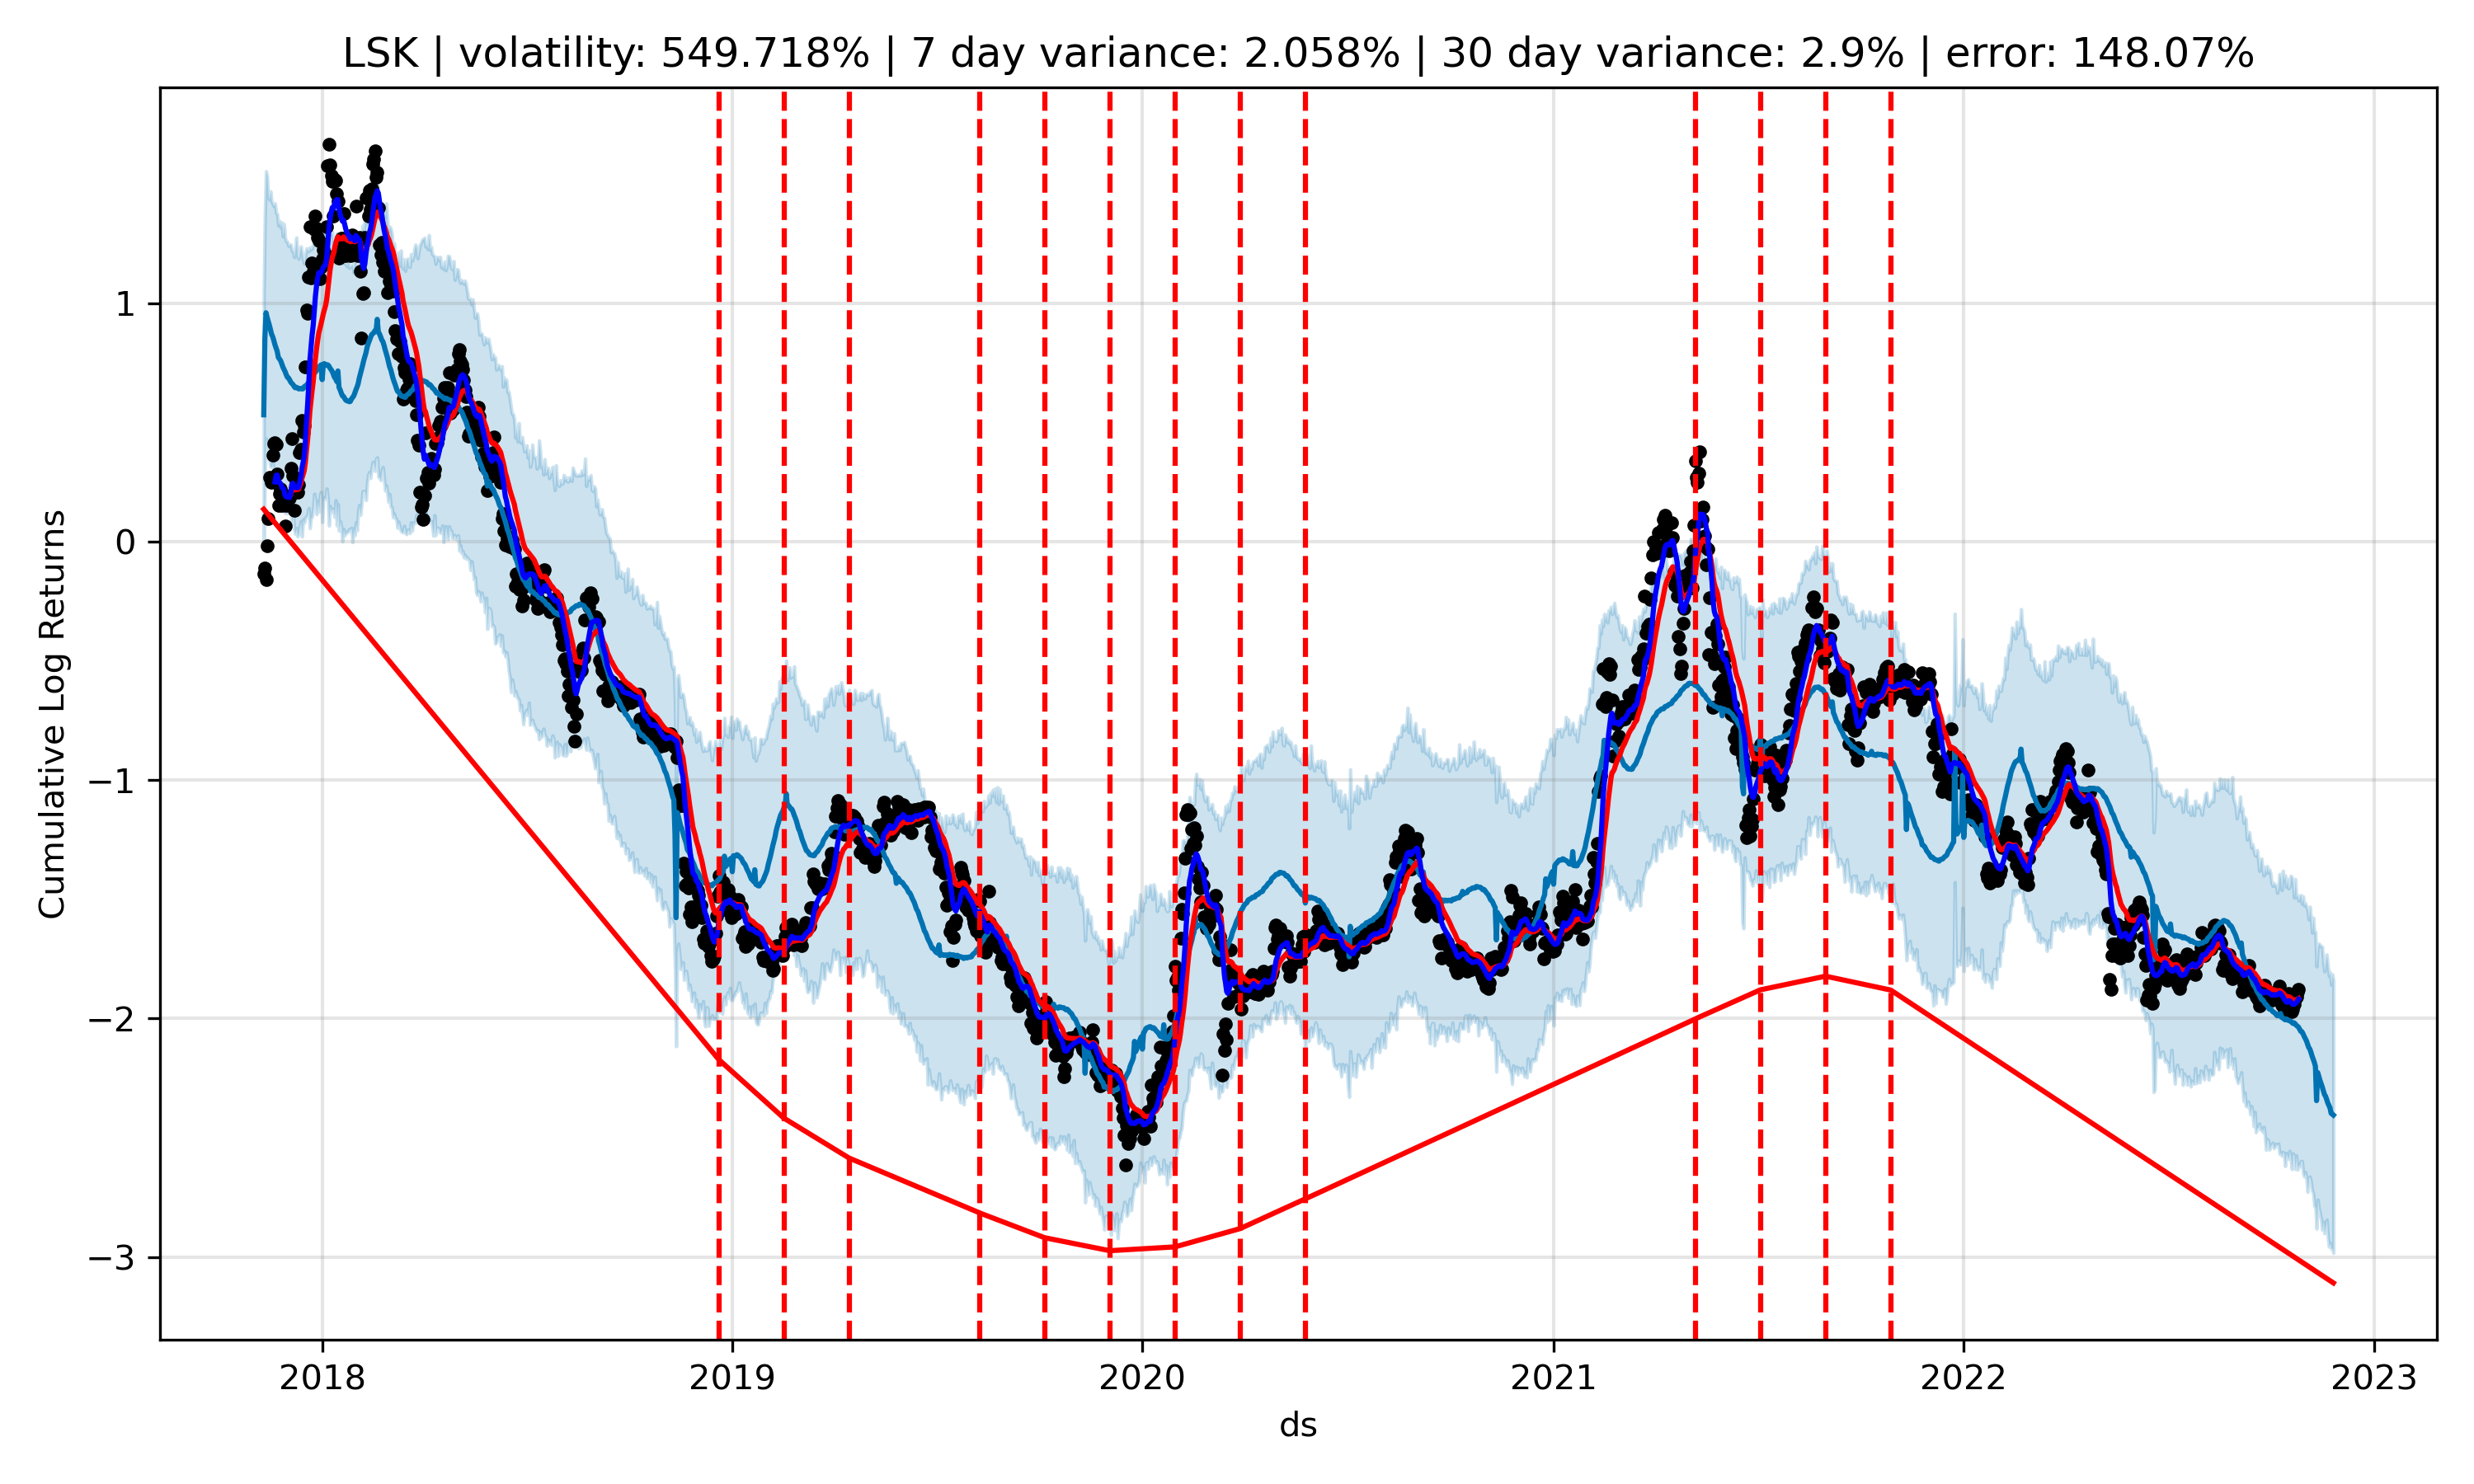 LSK | volatility: 549.718% | 7 day variance: 2.058% | 30 day variance: 2.9% | error: 148.07%
Cumulative Log Returns
1
0
−1
−2
−3
2018 2019 2020 2021 2022 2023
ds